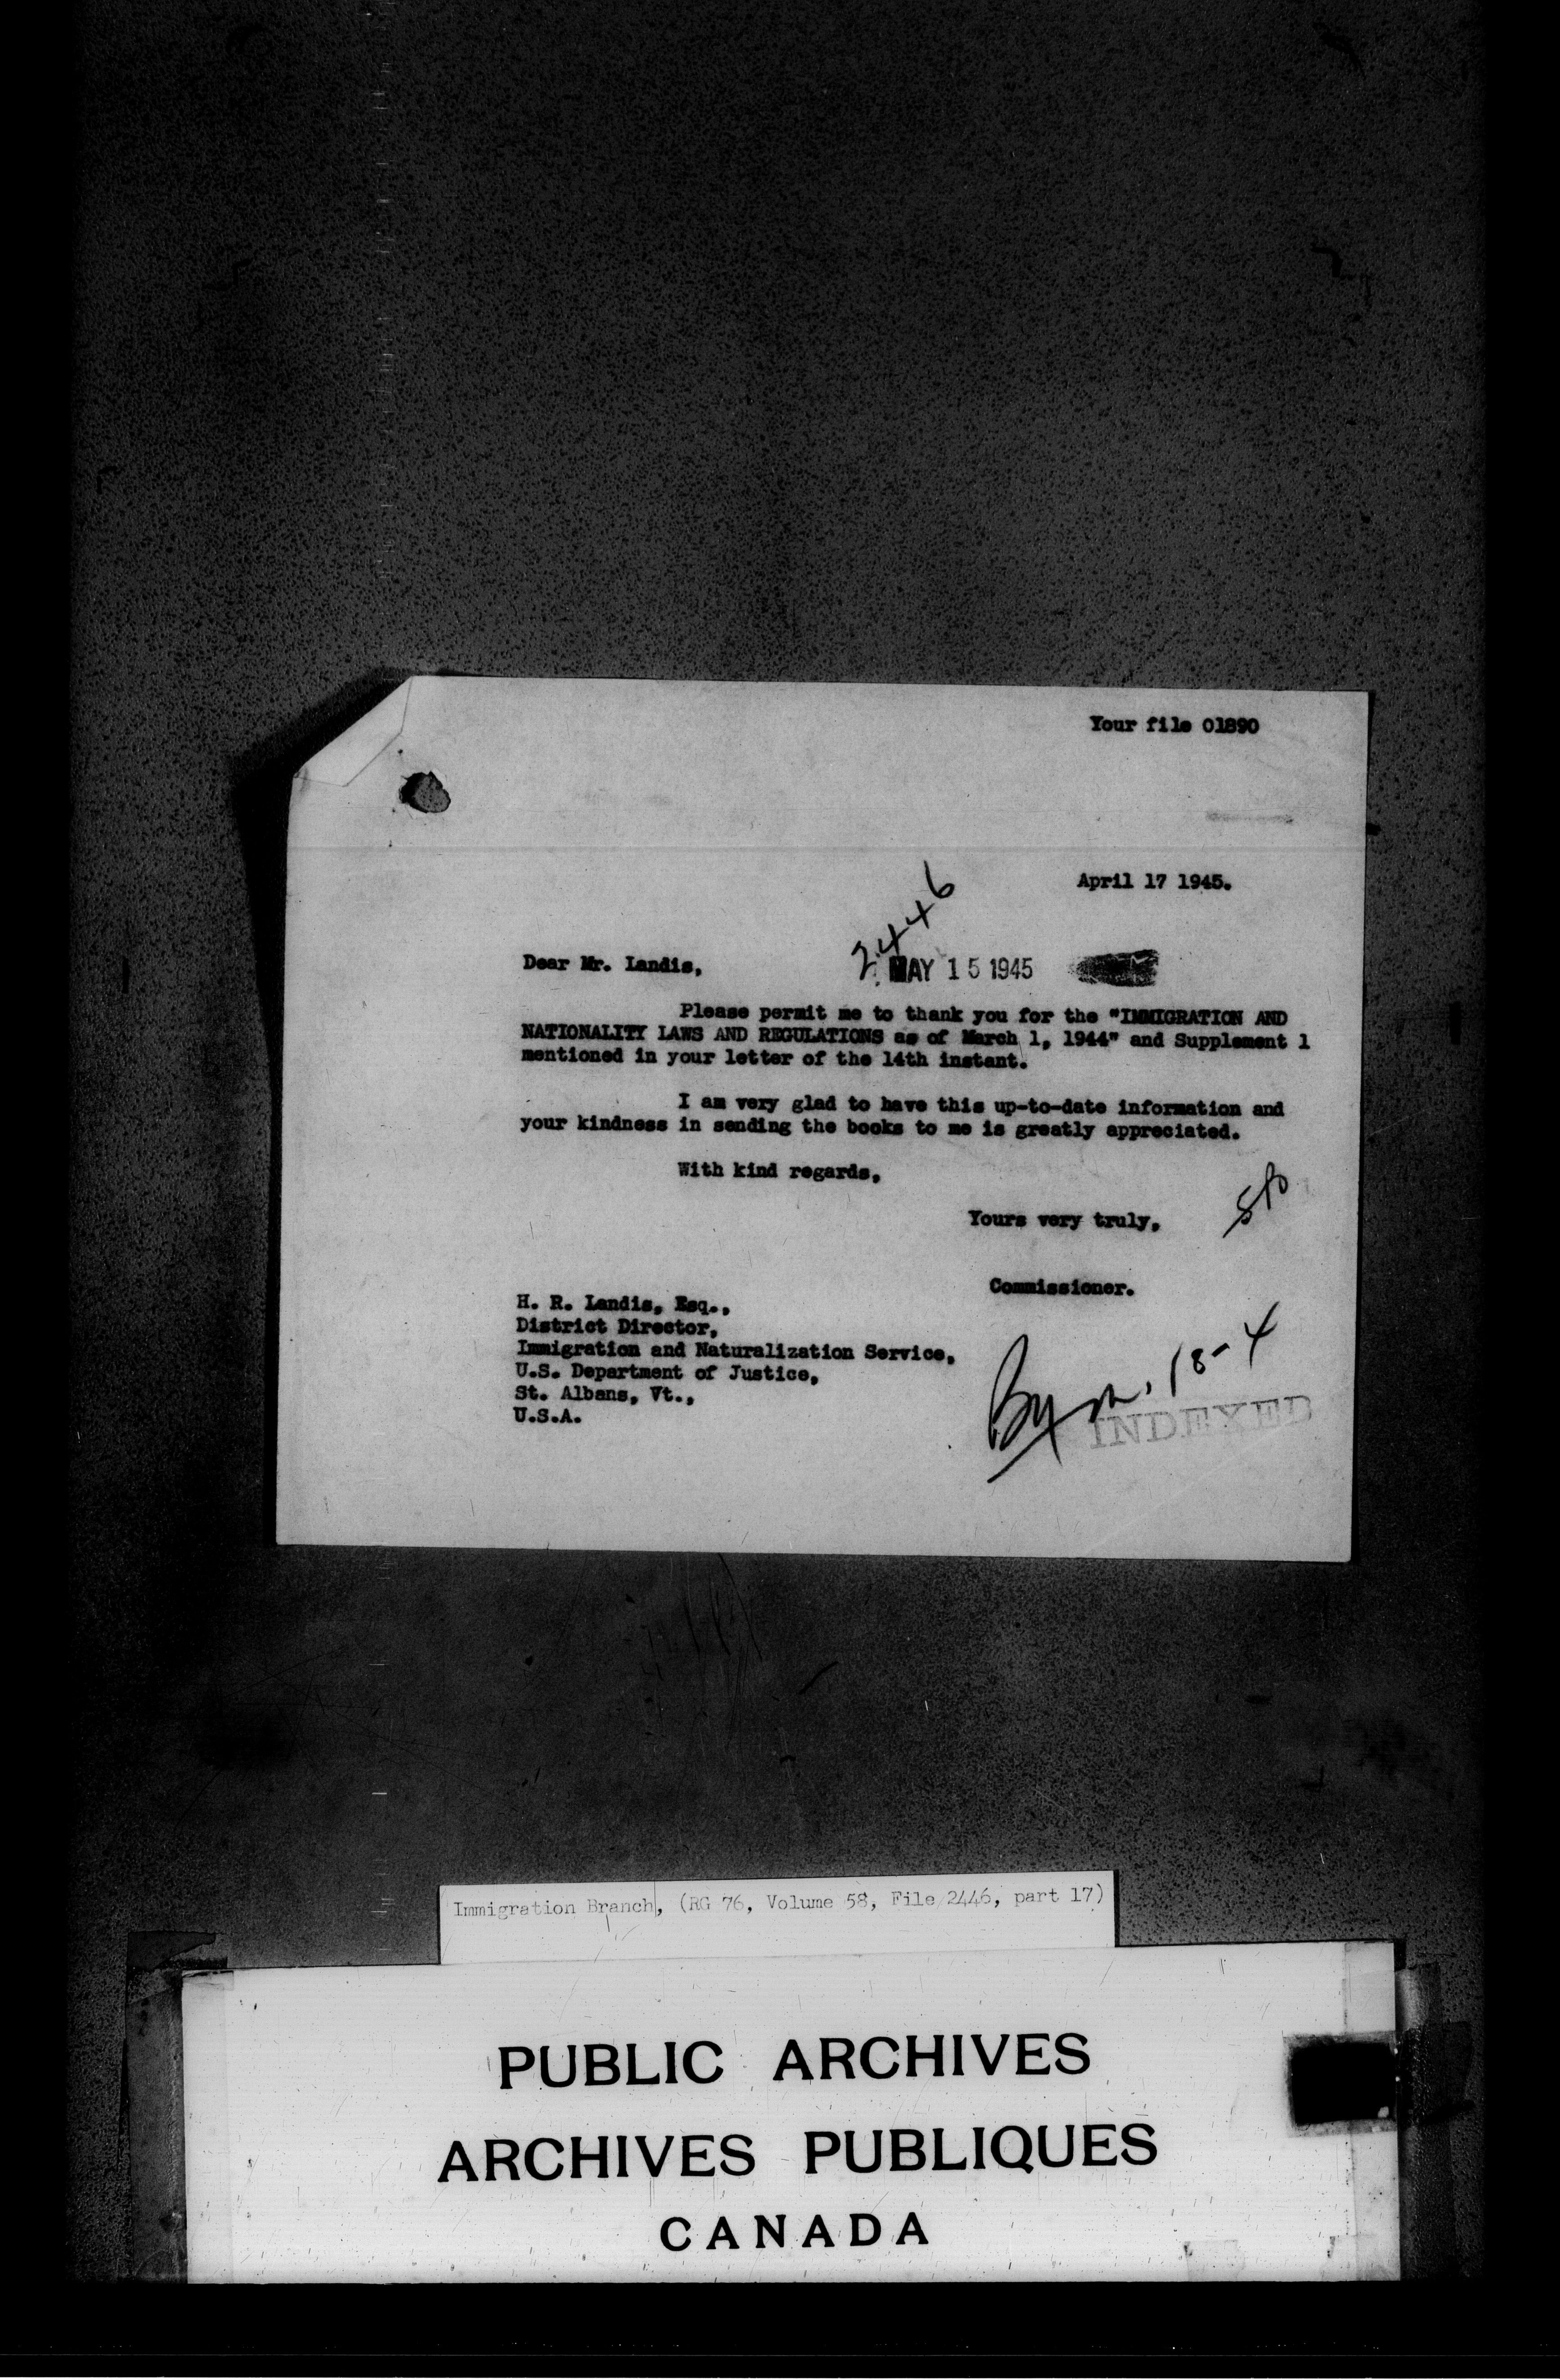 Your file 01890
April 17 1945.
2446
Dear Mr. Landis,
MAY 15 1945
Please permit me to thank you for the "IMMIGRATION AND
NATIONALITY LAWS AND REGULATIONS as of March 1, 1944" and Supplement 1
mentioned in your letter of the 14th instant.
I am very glad to have this up-to-date information and
your kindness in sending the books to me is greatly appreciated.
With kind regards,
Yours very truly,
Commissioner.
H. R. Landis, Esq.,
District Director,
Immigration and Naturalization Service,
U.S. Department of Justice,
St. Albans, Vt.,
U.S.A.
18-4
INDEXED
Immigration Branch, (RG 76, Volume 58, File 2446, part 17)
PUBLIC ARCHIVES
ARCHIVES PUBLIQUES
CANADA